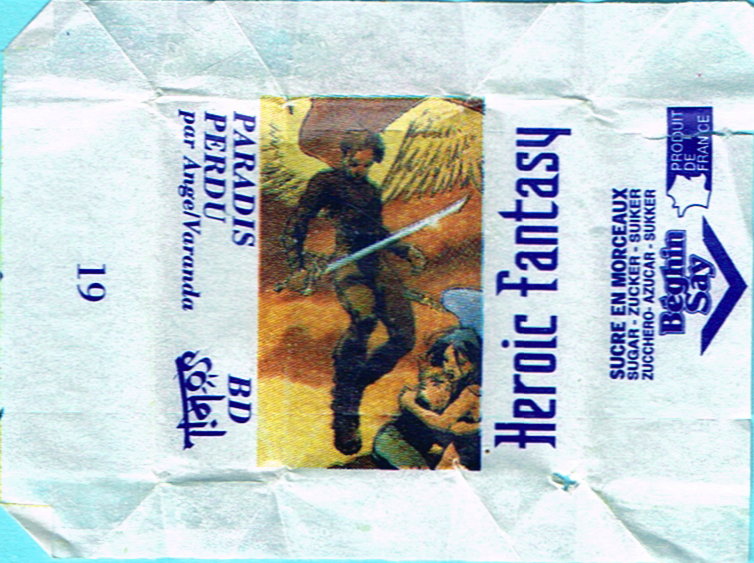 PRODUIT
DE
FRANCE
Béghin
Say
SUCRE EN MORCEAUX
SUGAR - ZUCKER - SUIKER
ZUCCHERO - AZUCAR - SUKKER
Heroic Fantasy
PARADIS
PERDU
par Ange/Varanda
BD
Soleil
19